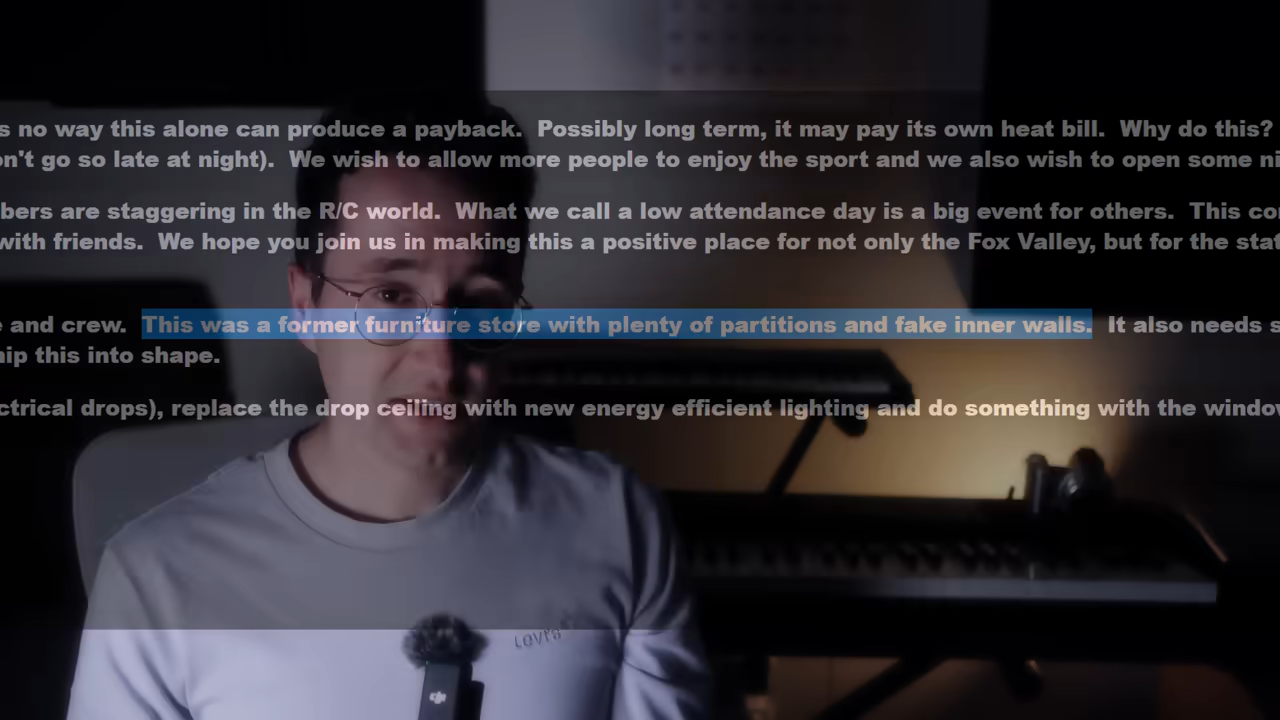 s no way this alone can produce a payback.  Possibly long term, it may pay its own heat bill.  Why do this?
on't go so late at night).  We wish to allow more people to enjoy the sport and we also wish to open some ni
bers are staggering in the R/C world.  What we call a low attendance day is a big event for others.  This co
with friends.  We hope you join us in making this a positive place for not only the Fox Valley, but for the stat
e and crew.  This was a former furniture store with plenty of partitions and fake inner walls.  It also needs s
hip this into shape.
ctrical drops), replace the drop ceiling with new energy efficient lighting and do something with the window
dji